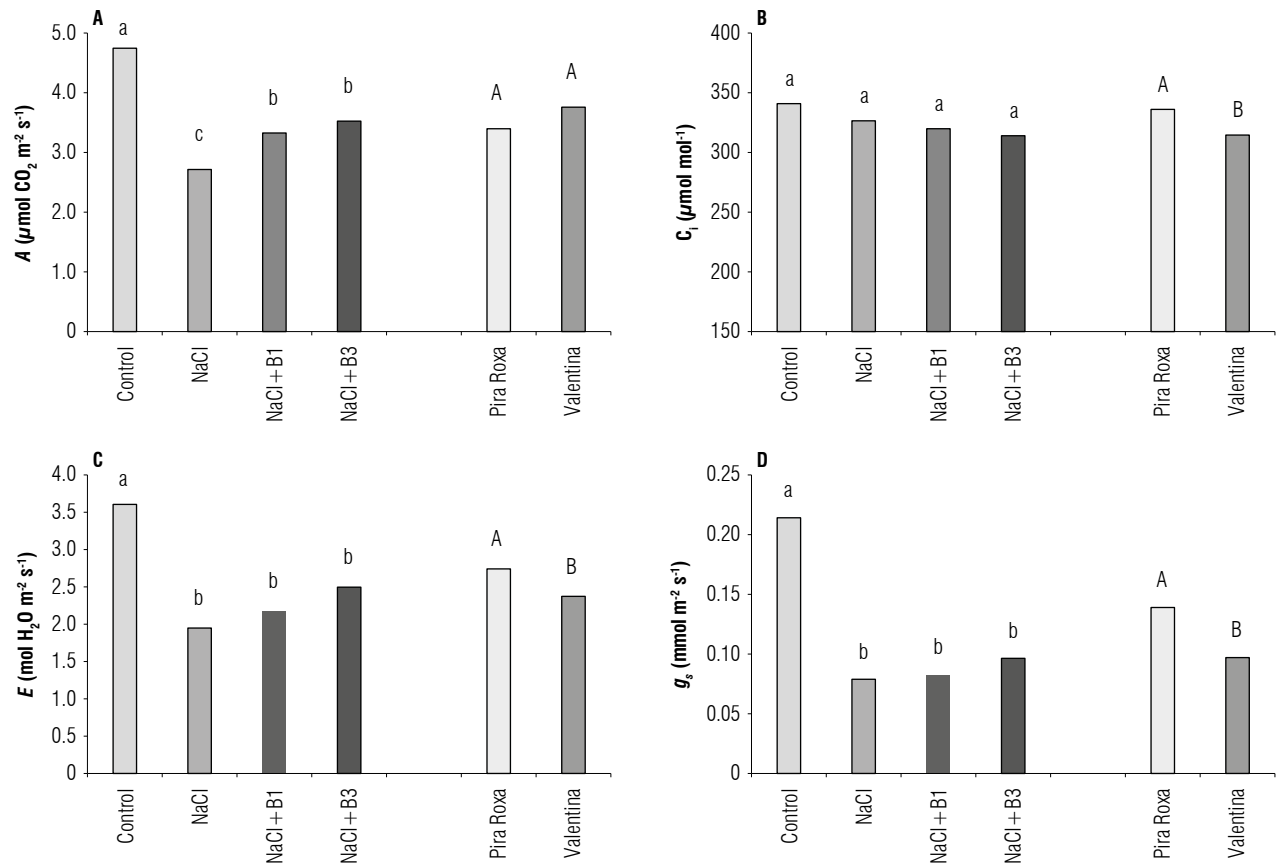 A
5.0
4.0
3.0
2.0
1.0
0
A (µmol CO₂ m⁻² s⁻¹)
a
c
b
b
A
A
Control
NaCl
NaCl + B1
NaCl + B3
Pira Roxa
Valentina
B
400
350
300
250
200
150
Cᵢ (µmol mol⁻¹)
a
a
a
a
A
B
Control
NaCl
NaCl + B1
NaCl + B3
Pira Roxa
Valentina
C
4.0
3.5
3.0
2.5
2.0
1.5
1.0
0.5
0
E (mol H₂O m⁻² s⁻¹)
a
b
b
b
A
B
Control
NaCl
NaCl + B1
NaCl + B3
Pira Roxa
Valentina
D
0.25
0.20
0.15
0.10
0.05
0
gₛ (mmol m⁻² s⁻¹)
a
b
b
b
A
B
Control
NaCl
NaCl + B1
NaCl + B3
Pira Roxa
Valentina